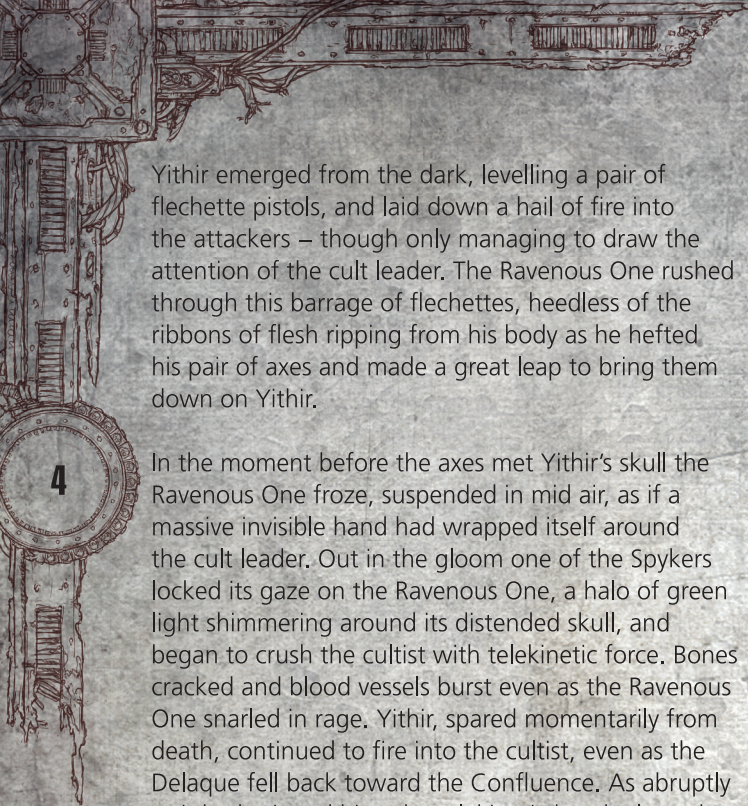 Yithir emerged from the dark, levelling a pair of
flechette pistols, and laid down a hail of fire into
the attackers – though only managing to draw the
attention of the cult leader. The Ravenous One rushed
through this barrage of flechettes, heedless of the
ribbons of flesh ripping from his body as he hefted
his pair of axes and made a great leap to bring them
down on Yithir.
In the moment before the axes met Yithir’s skull the
4
Ravenous One froze, suspended in mid air, as if a
massive invisible hand had wrapped itself around
the cult leader. Out in the gloom one of the Spykers
locked its gaze on the Ravenous One, a halo of green
light shimmering around its distended skull, and
began to crush the cultist with telekinetic force. Bones
cracked and blood vessels burst even as the Ravenous
One snarled in rage. Yithir, spared momentarily from
death, continued to fire into the cultist, even as the
Delaque fell back toward the Confluence. As abruptly